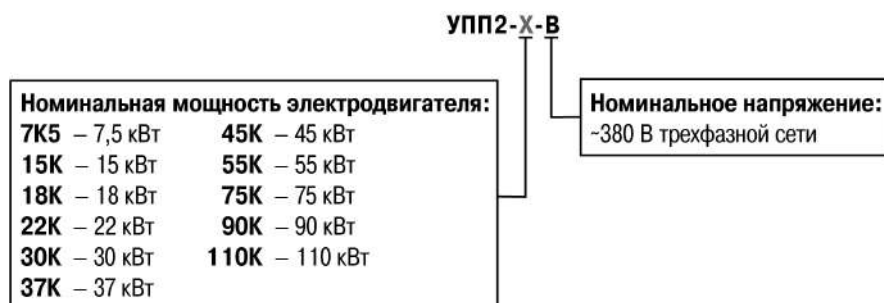 УПП2-Х-В
Номинальная мощность электродвигателя:
7К5 – 7,5 кВт 45К – 45 кВт
15К – 15 кВт 55К – 55 кВт
18К – 18 кВт 75К – 75 кВт
22К – 22 кВт 90К – 90 кВт
30К – 30 кВт 110К – 110 кВт
37К – 37 кВт
Номинальное напряжение:
~380 В трехфазной сети